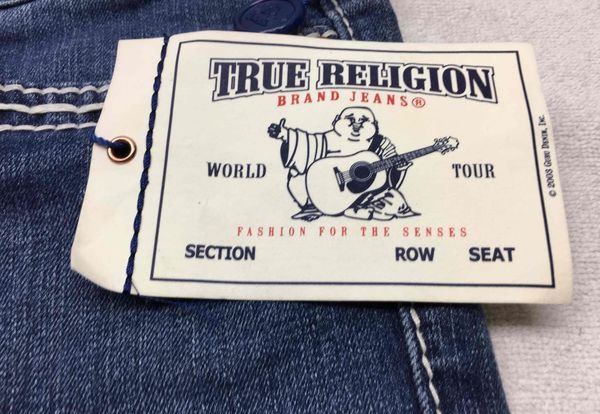 TRUE RELIGION
BRAND JEANS®
WORLD TOUR
FASHION FOR THE SENSES
SECTION ROW SEAT
© 2003 Guru Denim, Inc.